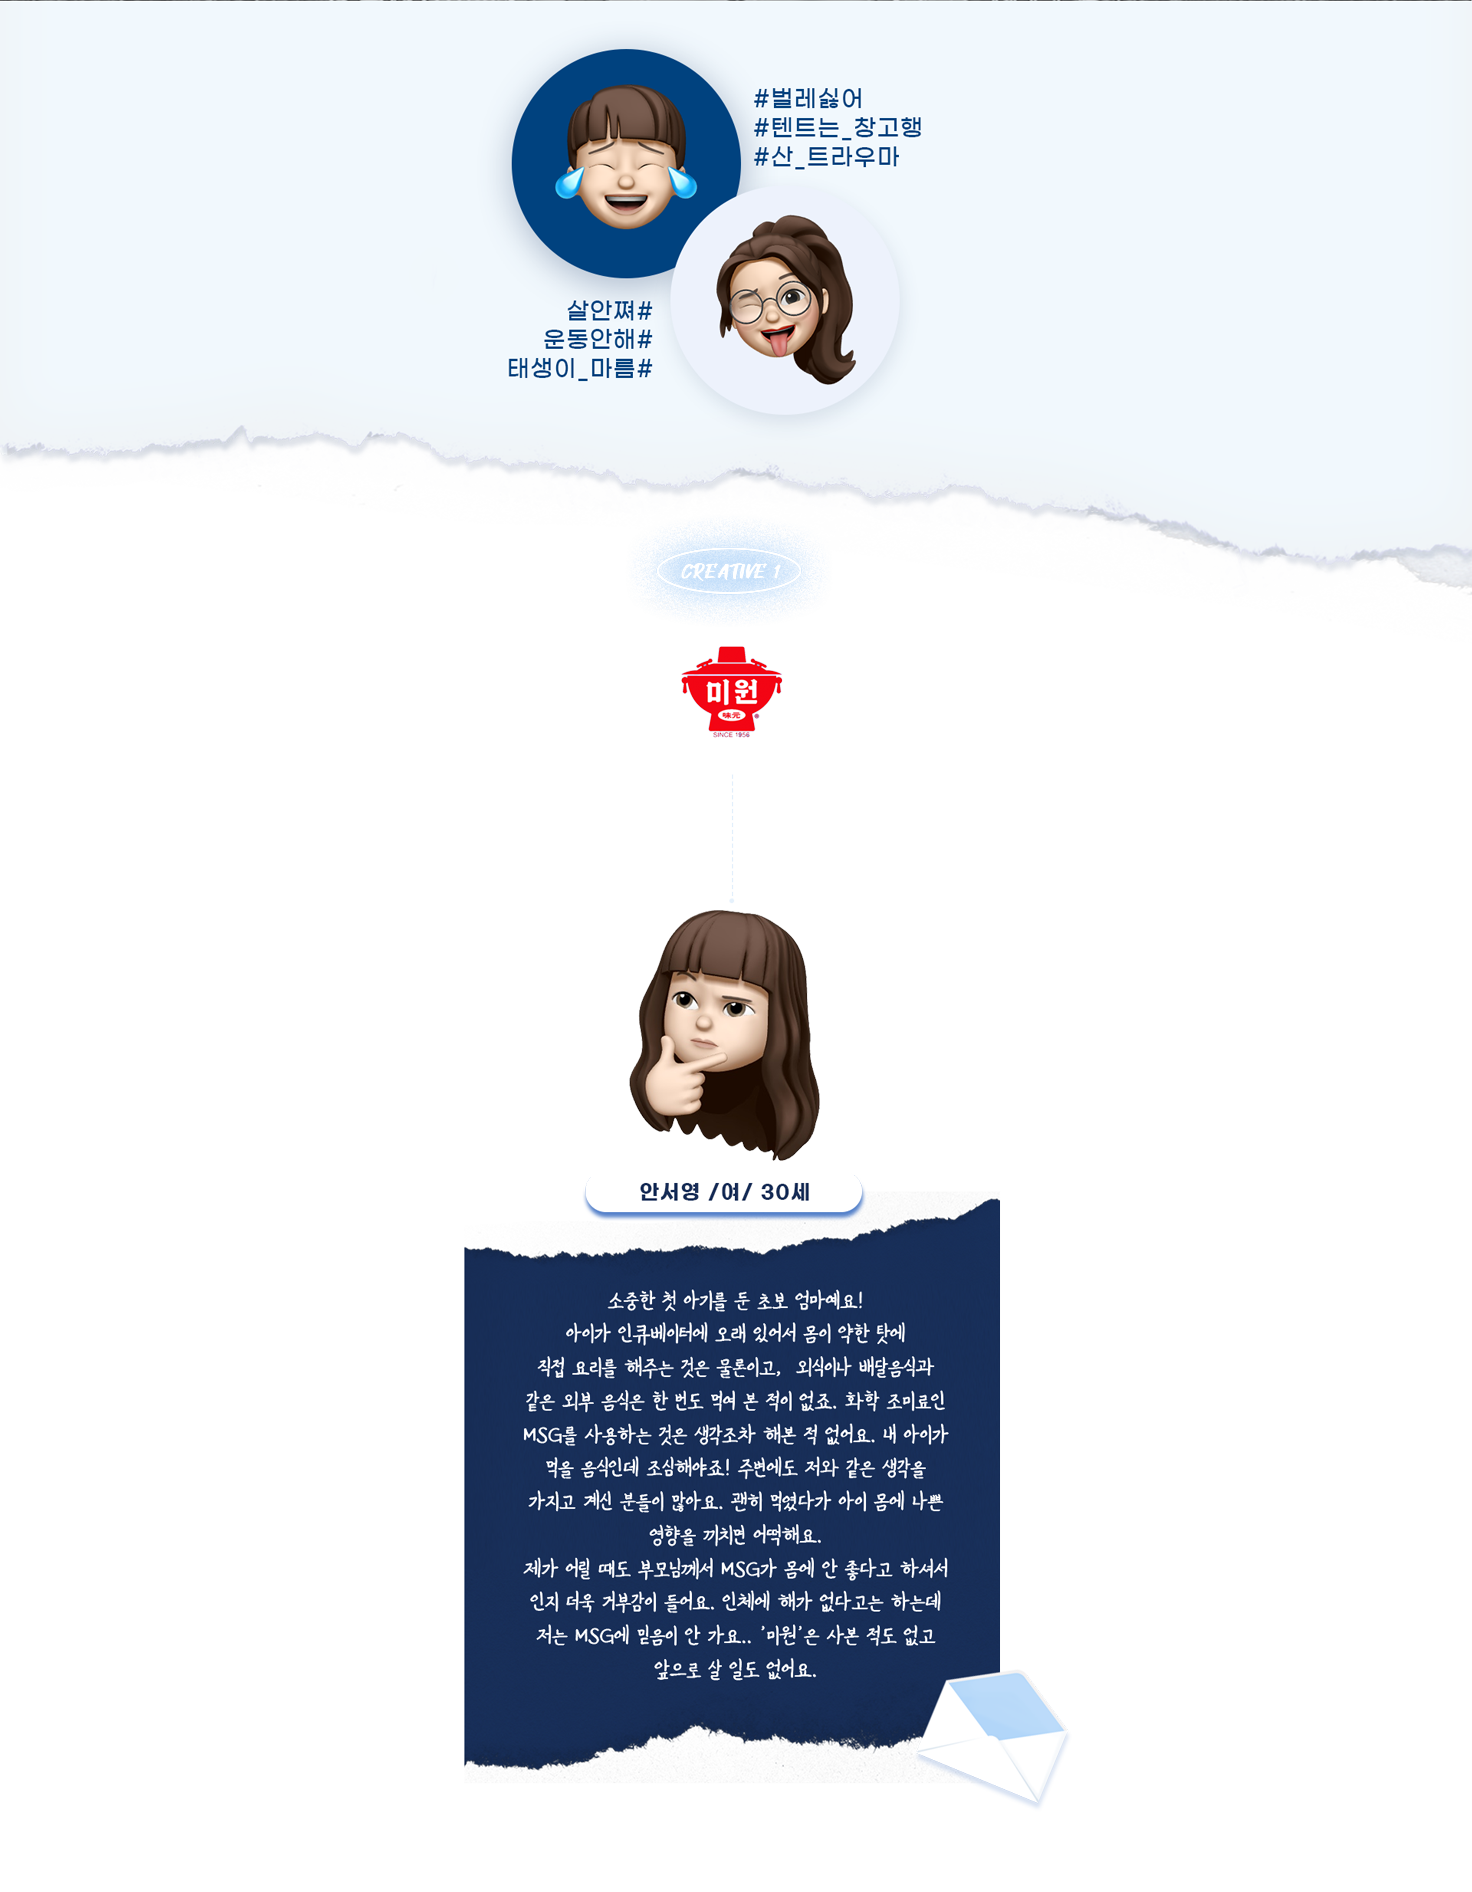 #벌레싫어
#텐트는_창고행
#산_트라우마
살안쪄#
운동안해#
태생이_마름#
CREATIVE 1
미원
味元
®
SINCE 1956
안서영 /여/ 30세
소중한 첫 아기를 둔 초보 엄마예요!
아이가 인큐베이터에 오래 있어서 몸이 약한 탓에
직접 요리를 해주는 것은 물론이고, 외식이나 배달음식과
같은 외부 음식은 한 번도 먹여 본 적이 없죠. 화학 조미료인
MSG를 사용하는 것은 생각조차 해본 적 없어요. 내 아이가
먹을 음식인데 조심해야죠! 주변에도 저와 같은 생각을
가지고 계신 분들이 많아요. 괜히 먹였다가 아이 몸에 나쁜
영향을 끼치면 어떡해요.
제가 어릴 때도 부모님께서 MSG가 몸에 안 좋다고 하셔서
인지 더욱 거부감이 들어요. 인체에 해가 없다고는 하는데
저는 MSG에 믿음이 안 가요.. '미원'은 사본 적도 없고
앞으로 살 일도 없어요.